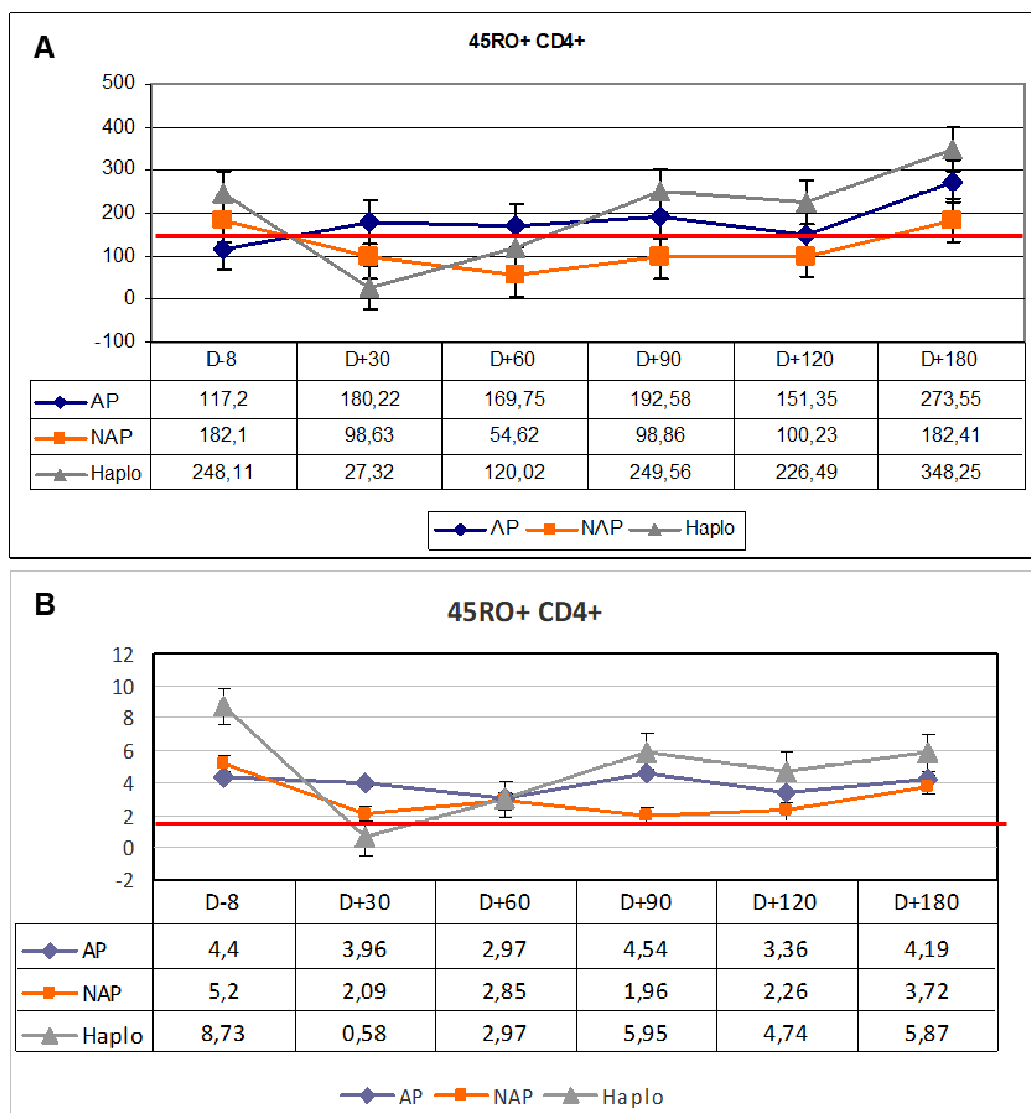 A
45RO+ CD4+
500
400
300
200
100
0
-100
D-8 D+30 D+60 D+90 D+120 D+180
AP 117,2 180,22 169,75 192,58 151,35 273,55
NAP 182,1 98,63 54,62 98,86 100,23 182,41
Haplo 248,11 27,32 120,02 249,56 226,49 348,25
AP NAP Haplo
B
45RO+ CD4+
12
10
8
6
4
2
0
-2
D-8 D+30 D+60 D+90 D+120 D+180
AP 4,4 3,96 2,97 4,54 3,36 4,19
NAP 5,2 2,09 2,85 1,96 2,26 3,72
Haplo 8,73 0,58 2,97 5,95 4,74 5,87
AP NAP Haplo